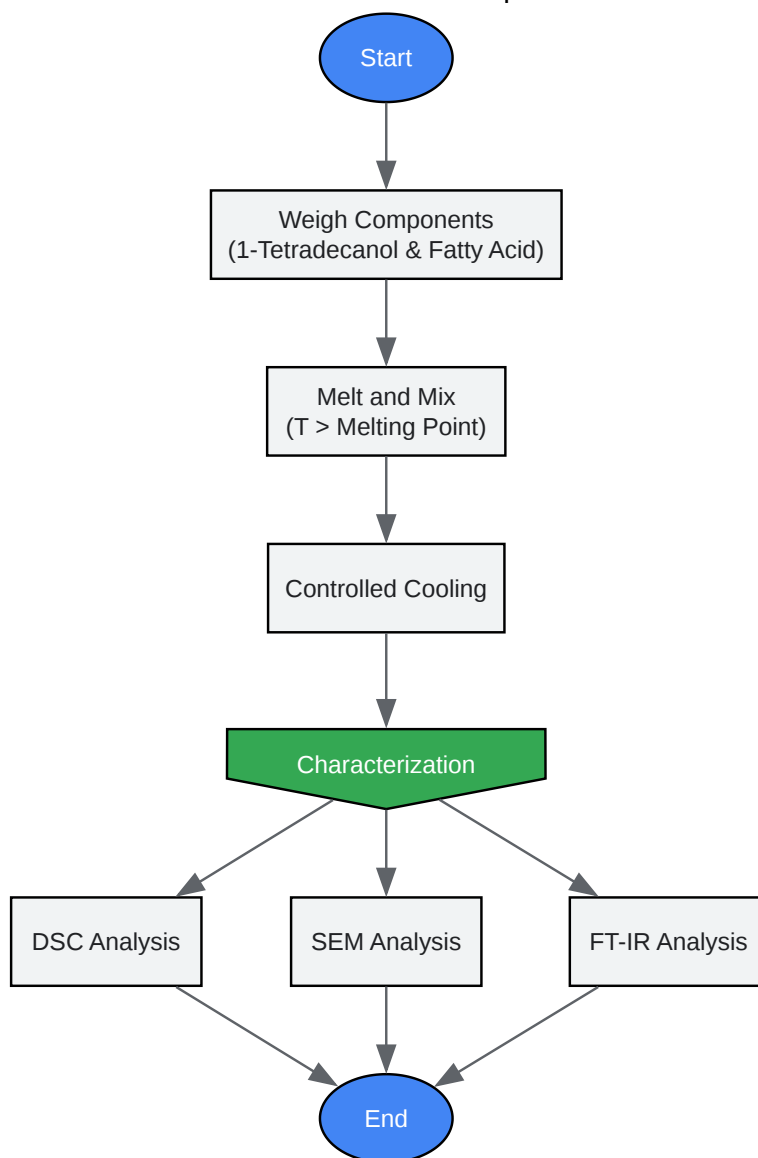 Start
Weigh Components
(1-Tetradecanol & Fatty Acid)
Melt and Mix
(T > Melting Point)
Controlled Cooling
Characterization
DSC Analysis
SEM Analysis
FT-IR Analysis
End